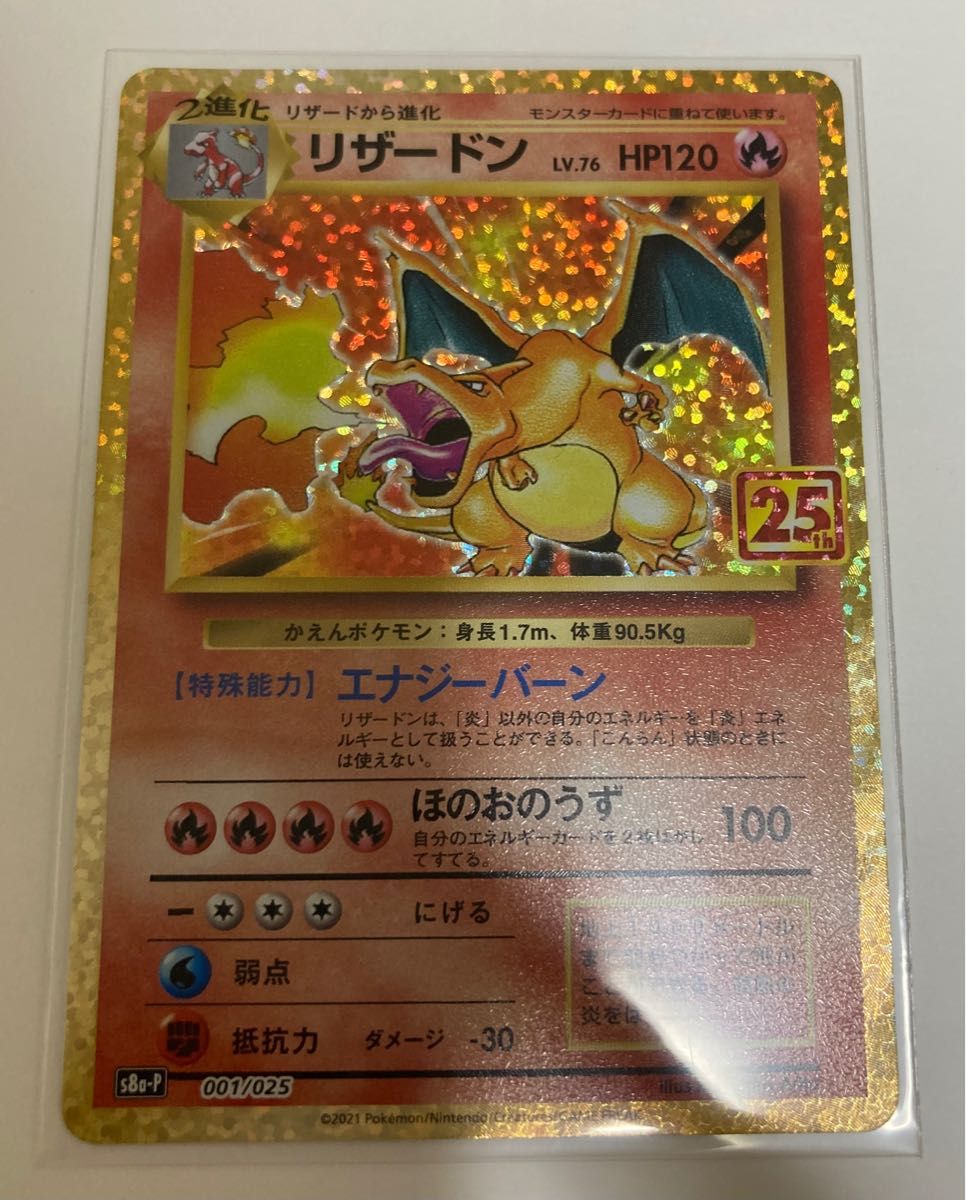 2進化
リザードから進化
モンスターカードに重ねて使います。
リザードン LV.76 HP120
25th
かえんポケモン：身長1.7m、体重90.5Kg
【特殊能力】エナジーバーン
リザードンは、「炎」以外の自分のエネルギーを「炎」エネ
ルギーとして扱うことができる。「こんらん」状態のときに
は使えない。
ほのおのうず 100
自分のエネルギーカードを2枚はがし
てすてる。
にげる
弱点
抵抗力 ダメージ -30
炎をは
s8a-P 001/025
illus
©2021 Pokémon/Nintendo/Creatures/GAME FREAK